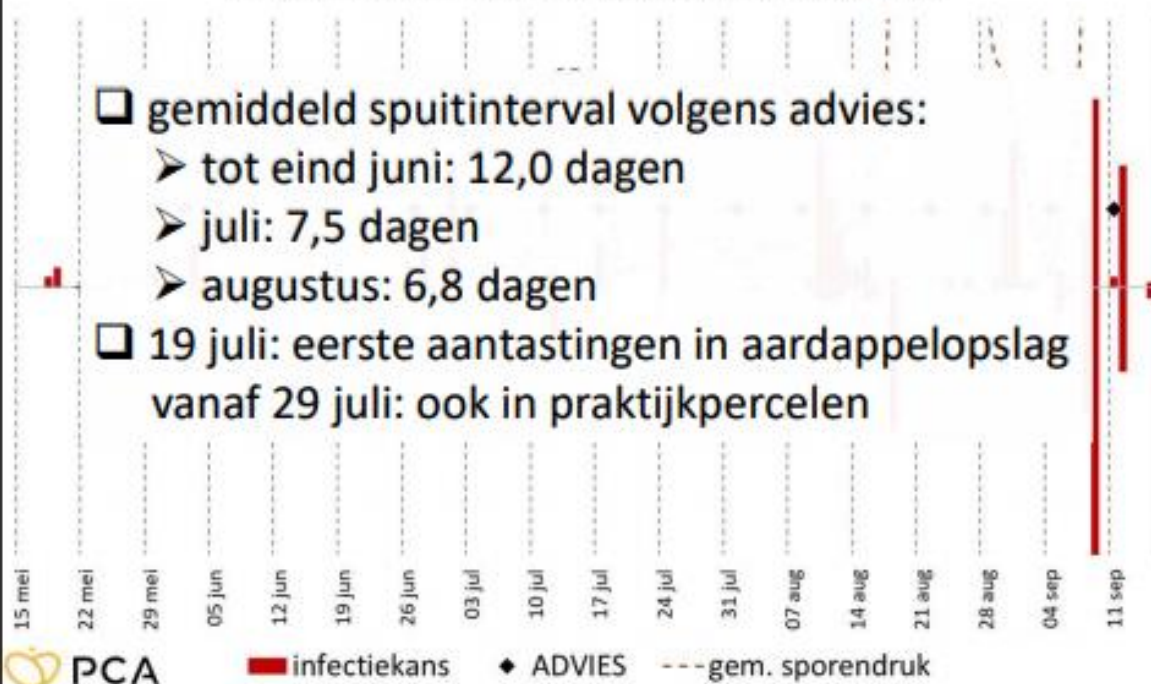 ❑ gemiddeld spuitinterval volgens advies:
➢ tot eind juni: 12,0 dagen
➢ juli: 7,5 dagen
➢ augustus: 6,8 dagen
❑ 19 juli: eerste aantastingen in aardappelopslag
vanaf 29 juli: ook in praktijkpercelen
15 mei
22 mei
29 mei
05 jun
12 jun
19 jun
26 jun
03 jul
10 jul
17 jul
24 jul
31 jul
07 aug
14 aug
21 aug
28 aug
04 sep
11 sep
PCA
infectiekans
ADVIES
gem. sporendruk